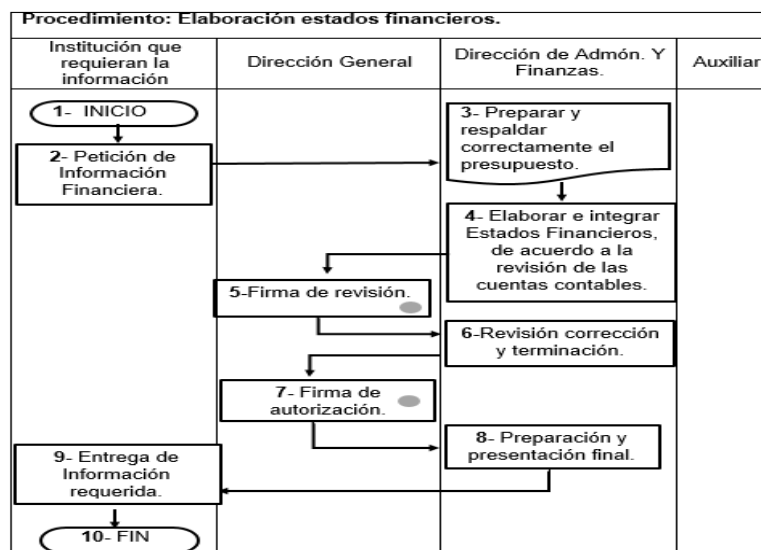 Procedimiento: Elaboración estados financieros.
Institución que
requieran la
información
Dirección General
Dirección de Admón. Y
Finanzas.
Auxiliar
1- INICIO
2- Petición de
Información
Financiera.
3- Preparar y
respaldar
correctamente el
presupuesto.
4- Elaborar e integrar
Estados Financieros,
de acuerdo a la
revisión de las
cuentas contables.
5-Firma de revisión.
6-Revisión corrección
y terminación.
7- Firma de
autorización.
8- Preparación y
presentación final.
9- Entrega de
Información
requerida.
10- FIN